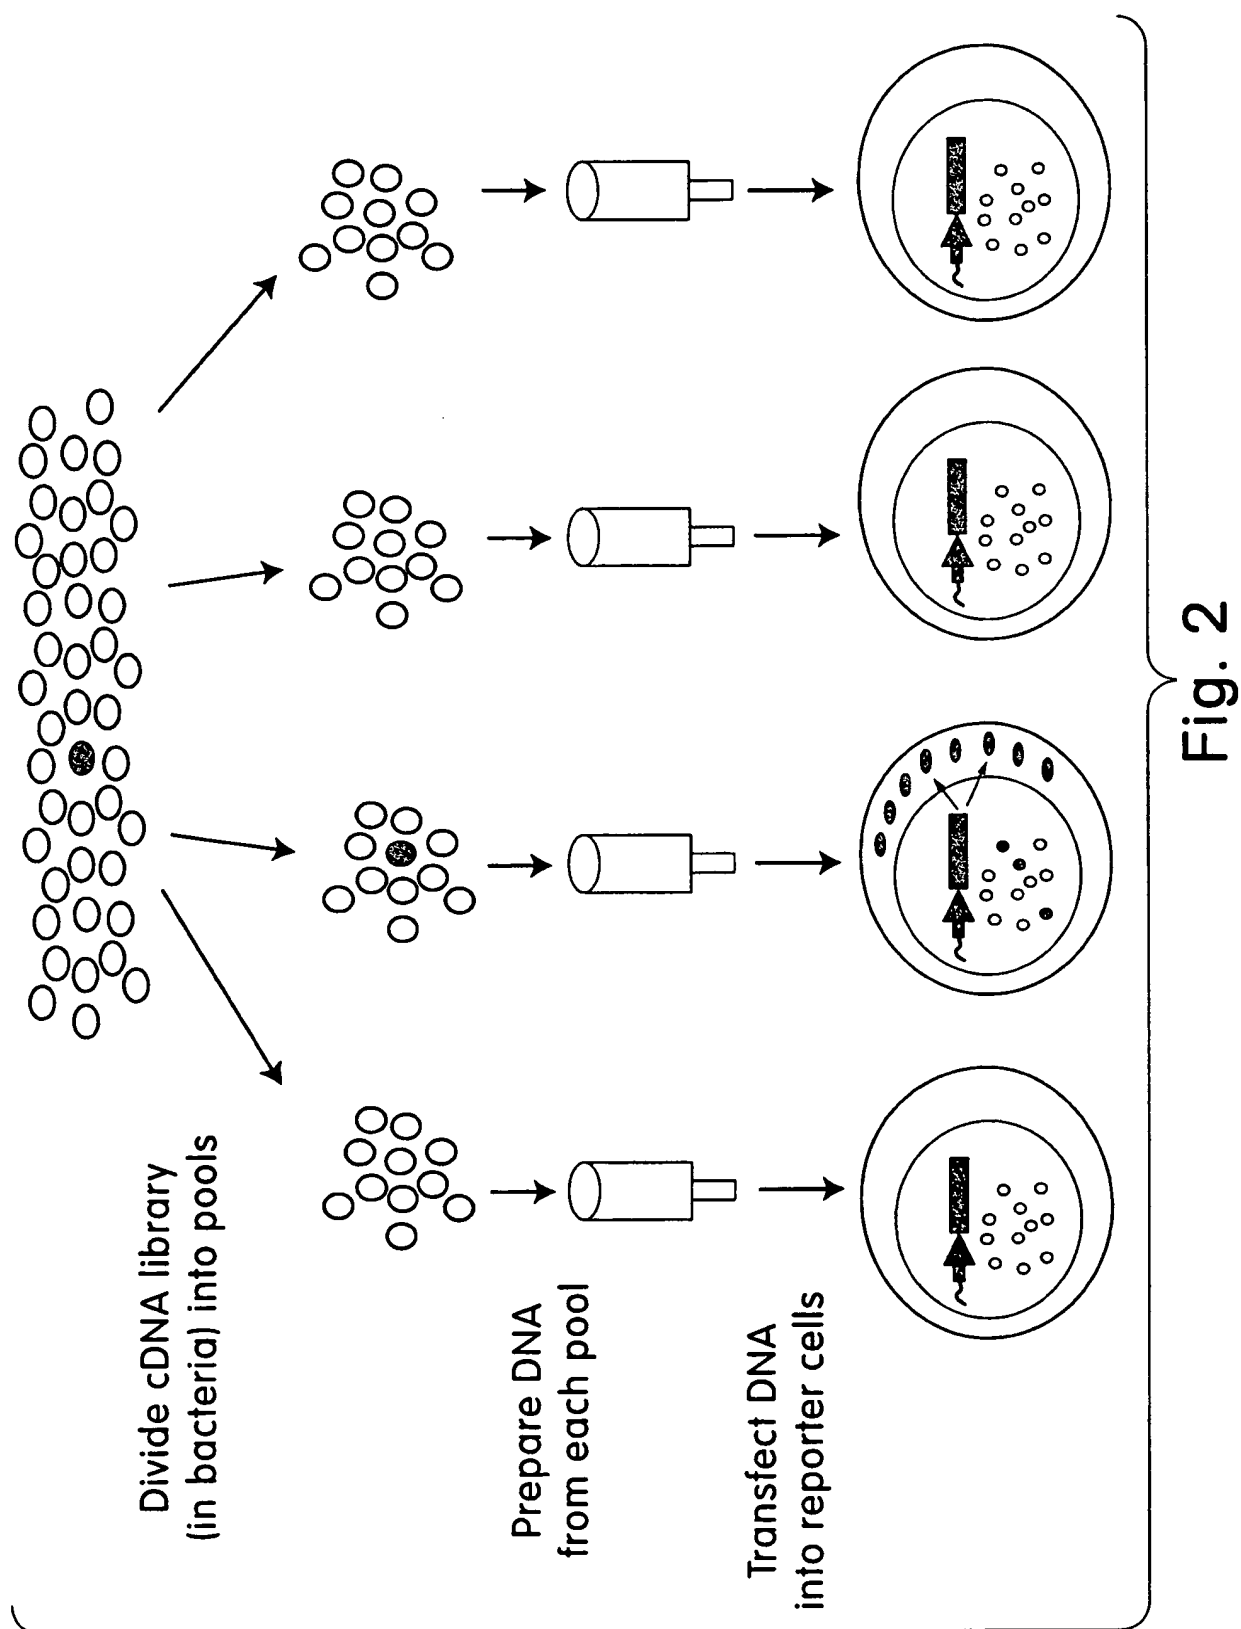 Divide cDNA library
(in bacteria) into pools
Prepare DNA
from each pool
Transfect DNA
into reporter cells
Fig. 2